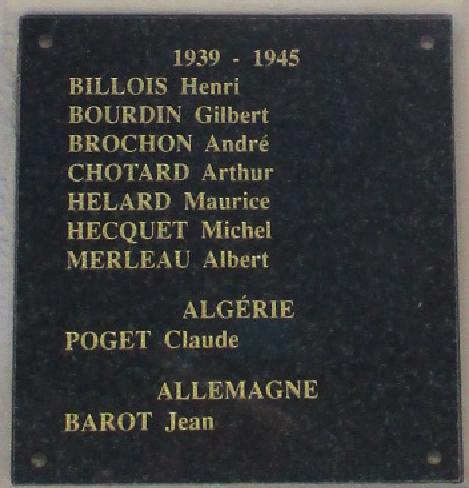 1939 - 1945
BILLOIS Henri
BOURDIN Gilbert
BROCHON André
CHOTARD Arthur
HELARD Maurice
HECQUET Michel
MERLEAU Albert
ALGÉRIE
POGET Claude
ALLEMAGNE
BAROT Jean